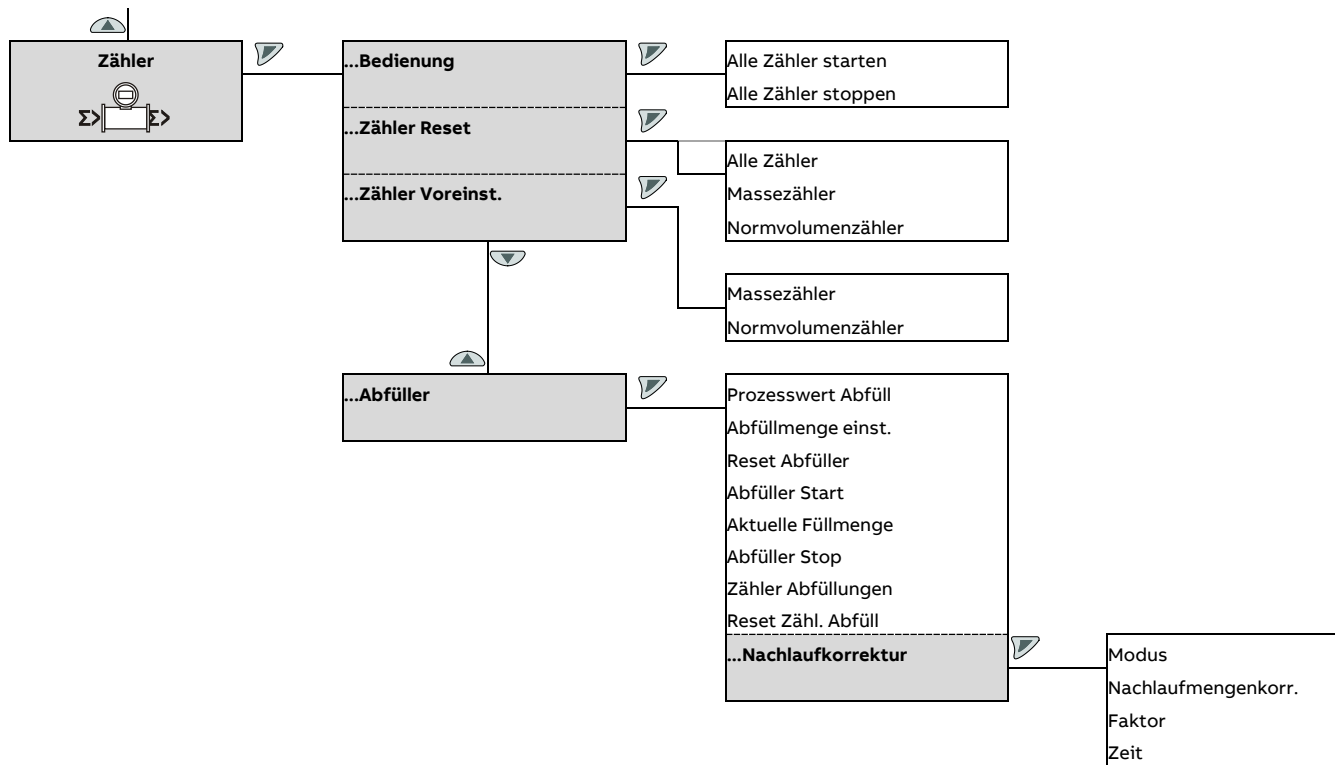 Zähler
Σ> Σ>
...Bedienung
...Zähler Reset
...Zähler Voreinst.
Alle Zähler starten
Alle Zähler stoppen
Alle Zähler
Massezähler
Normvolumenzähler
Massezähler
Normvolumenzähler
...Abfüller
Prozesswert Abfüll
Abfüllmenge einst.
Reset Abfüller
Abfüller Start
Aktuelle Füllmenge
Abfüller Stop
Zähler Abfüllungen
Reset Zähl. Abfüll
...Nachlaufkorrektur
Modus
Nachlaufmengenkorr.
Faktor
Zeit